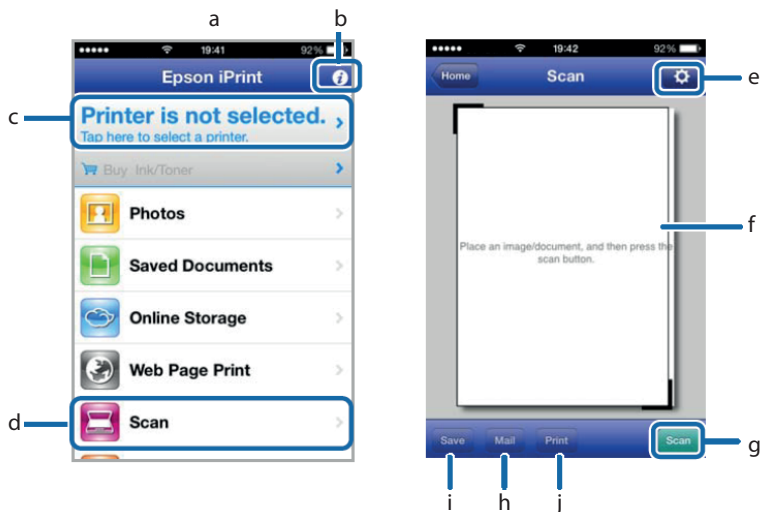 a
b
19:41
92%
Epson iPrint
i
c
Printer is not selected.
Tap here to select a printer.
Buy Ink/Toner
Photos
Saved Documents
Online Storage
Web Page Print
d
Scan
19:42
92%
Home
Scan
e
f
Place an image/document, and then press the
scan button.
Save
Mail
Print
Scan
g
i
h
j